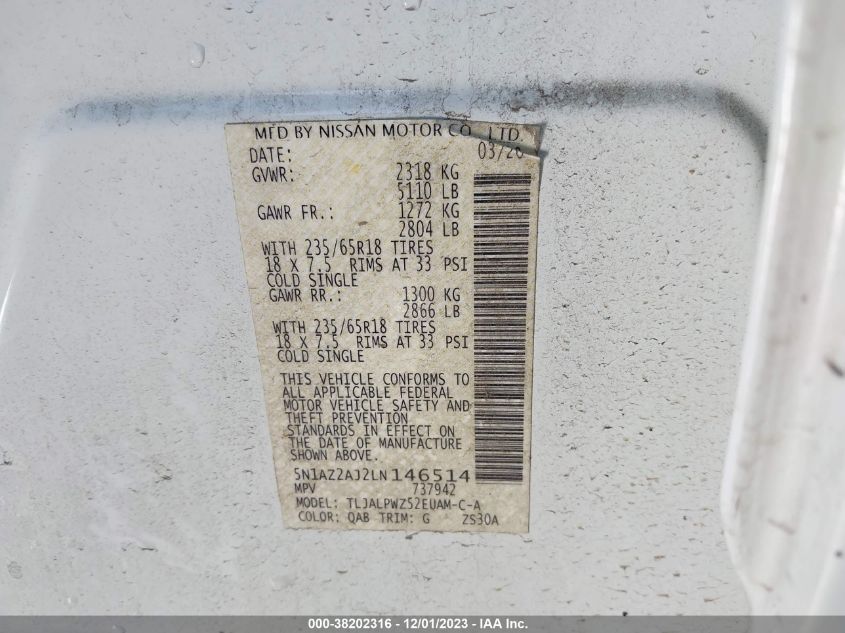 MFD BY NISSAN MOTOR CO., LTD.
DATE: 03/20
GVWR: 2318 KG
5110 LB
GAWR FR.: 1272 KG
2804 LB
WITH 235/65R18 TIRES
18 X 7.5 RIMS AT 33 PSI
COLD SINGLE
GAWR RR.: 1300 KG
2866 LB
WITH 235/65R18 TIRES
18 X 7.5 RIMS AT 33 PSI
COLD SINGLE
THIS VEHICLE CONFORMS TO
ALL APPLICABLE FEDERAL
MOTOR VEHICLE SAFETY AND
THEFT PREVENTION
STANDARDS IN EFFECT ON
THE DATE OF MANUFACTURE
SHOWN ABOVE.
5N1AZ2AJ2LN146514
MPV 737942
MODEL: TLJALPWZ52EUAM-C-A
COLOR: QAB TRIM: G ZS30A
000-38202316 - 12/01/2023 - IAA Inc.